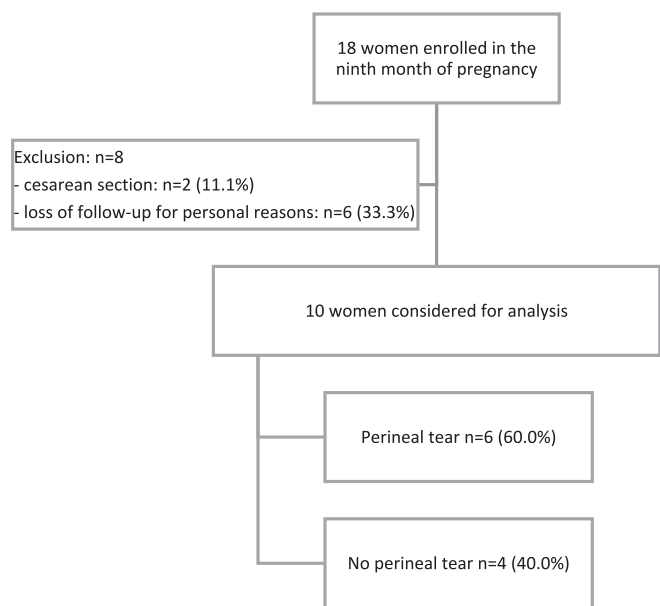 18 women enrolled in the
ninth month of pregnancy
Exclusion: n=8
- cesarean section: n=2 (11.1%)
- loss of follow-up for personal reasons: n=6 (33.3%)
10 women considered for analysis
Perineal tear n=6 (60.0%)
No perineal tear n=4 (40.0%)